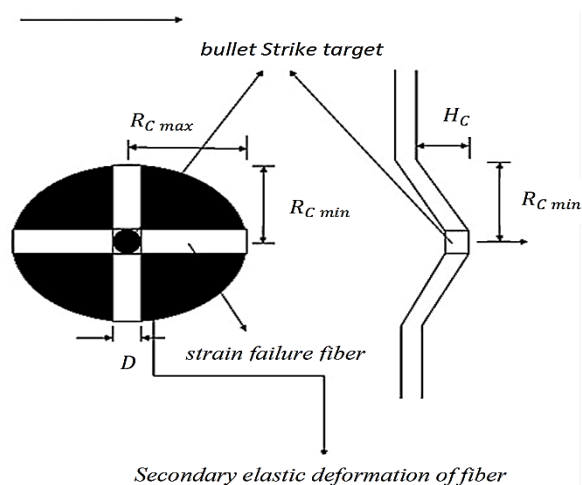 bullet Strike target
R_C max
H_C
R_C min
R_C min
D
strain failure fiber
Secondary elastic deformation of fiber